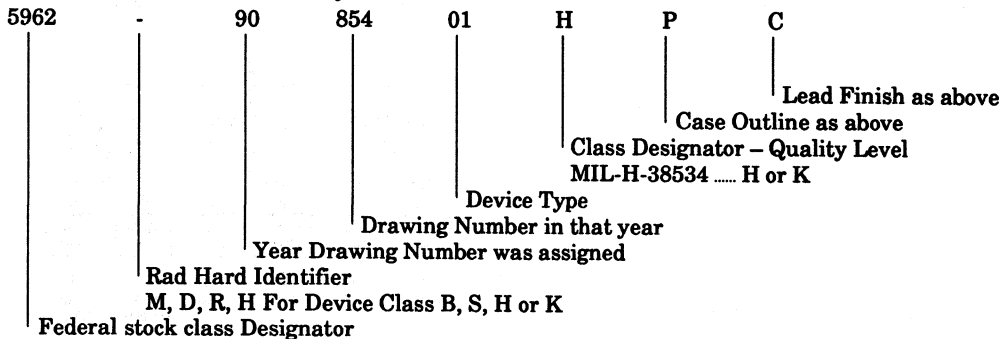 5962 - 90 854 01 H P C
Lead Finish as above
Case Outline as above
Class Designator – Quality Level
MIL-H-38534 ...... H or K
Device Type
Drawing Number in that year
Year Drawing Number was assigned
Rad Hard Identifier
M, D, R, H For Device Class B, S, H or K
Federal stock class Designator